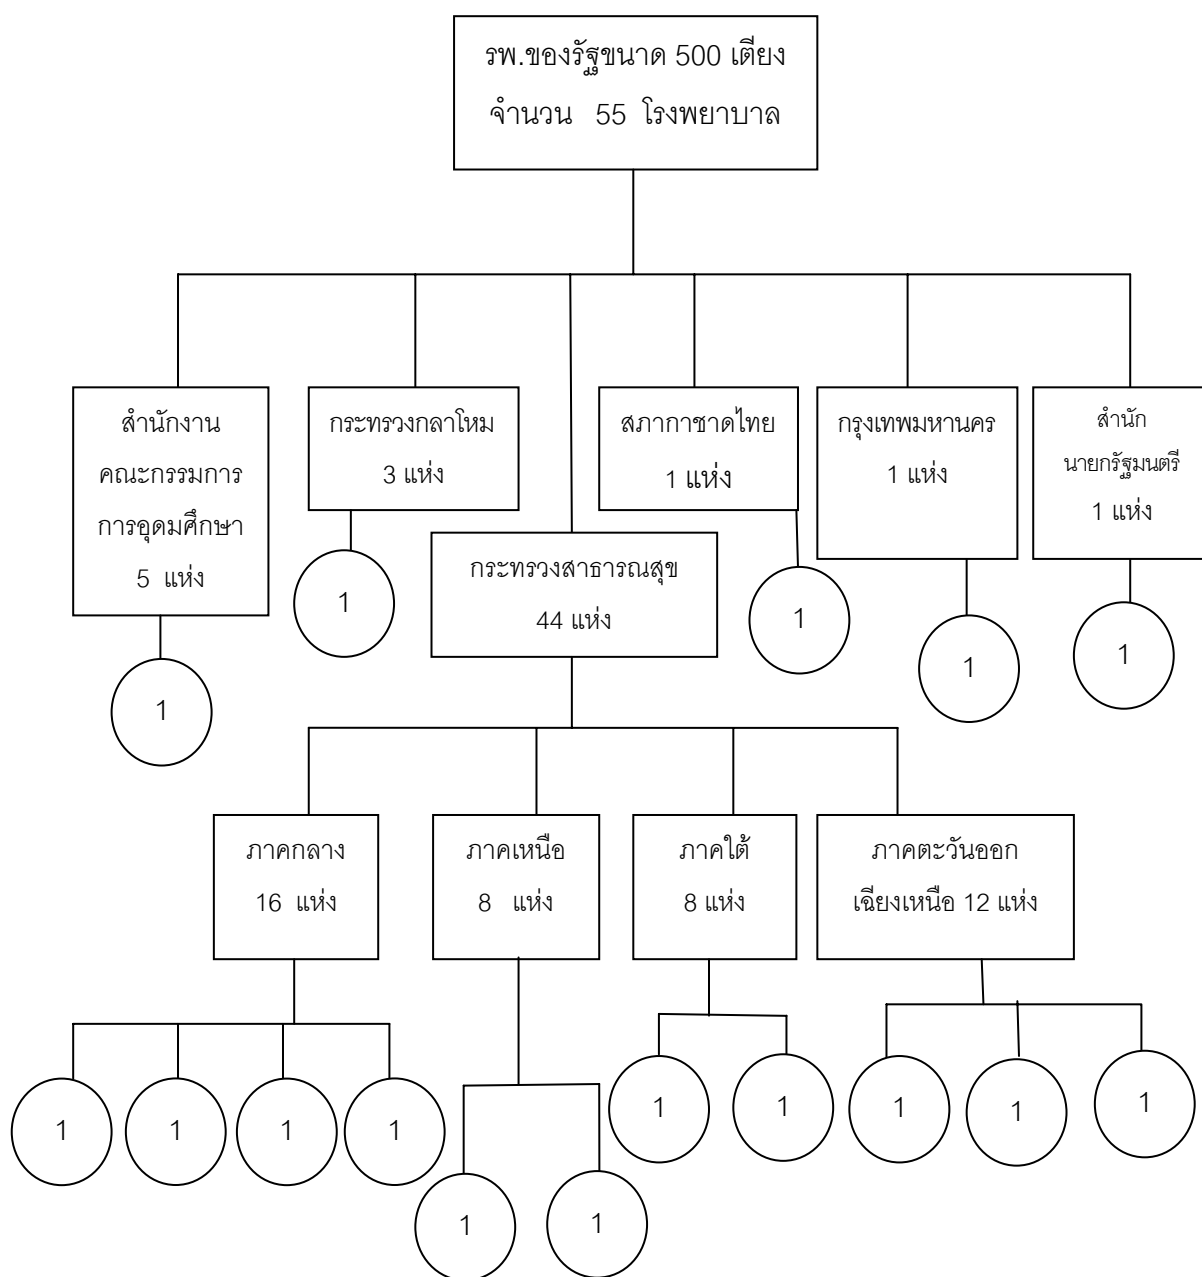 รพ.ของรัฐขนาด 500 เตียง
จำนวน 55 โรงพยาบาล
สำนักงาน
คณะกรรมการ
การอุดมศึกษา
5 แห่ง
กระทรวงกลาโหม
3 แห่ง
กระทรวงสาธารณสุข
44 แห่ง
สภากาชาดไทย
1 แห่ง
กรุงเทพมหานคร
1 แห่ง
สำนัก
นายกรัฐมนตรี
1 แห่ง
1
1
1
1
1
ภาคกลาง
16 แห่ง
ภาคเหนือ
8 แห่ง
ภาคใต้
8 แห่ง
ภาคตะวันออก
เฉียงเหนือ 12 แห่ง
1
1
1
1
1
1
1
1
1
1
1